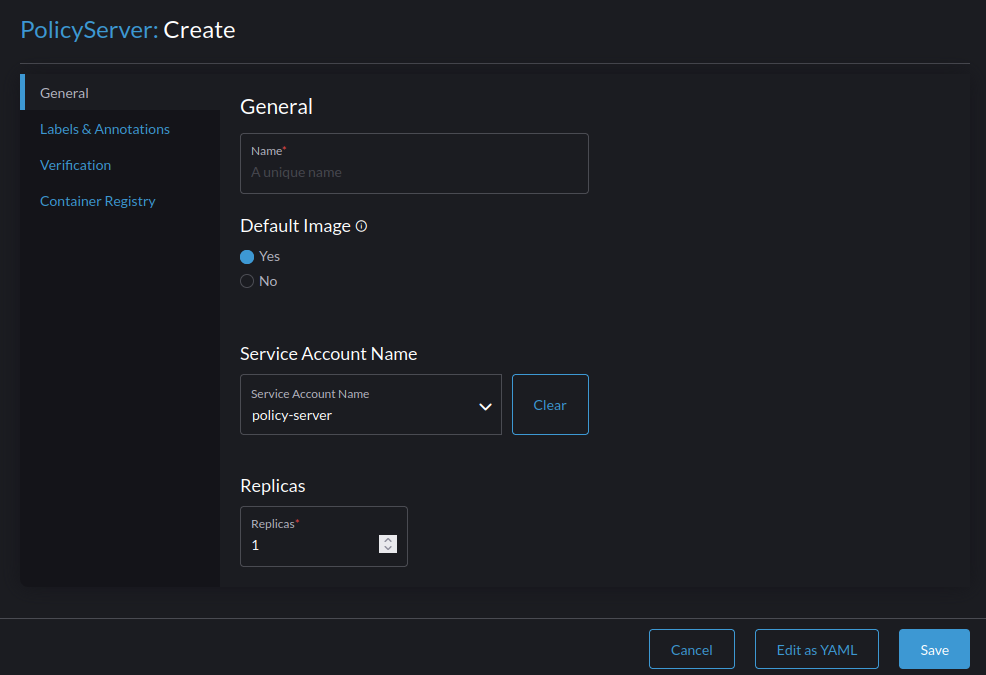 PolicyServer: Create
General
Labels & Annotations
Verification
Container Registry
General
Name*
A unique name
Default Image
Yes
No
Service Account Name
Service Account Name
policy-server
Clear
Replicas
Replicas*
1
Cancel
Edit as YAML
Save